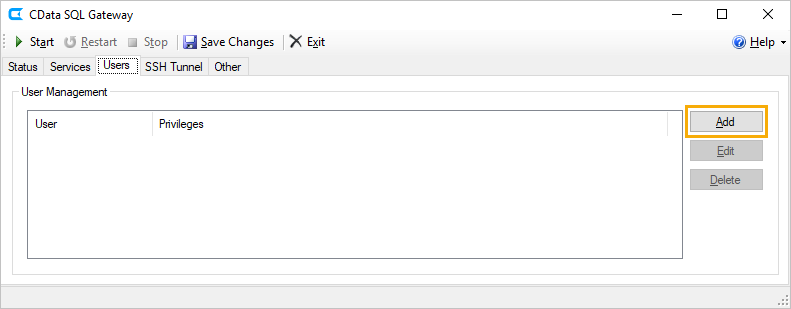 CData SQL Gateway
Start Restart Stop Save Changes Exit Help
Status Services Users SSH Tunnel Other
User Management
User Privileges
Add
Edit
Delete